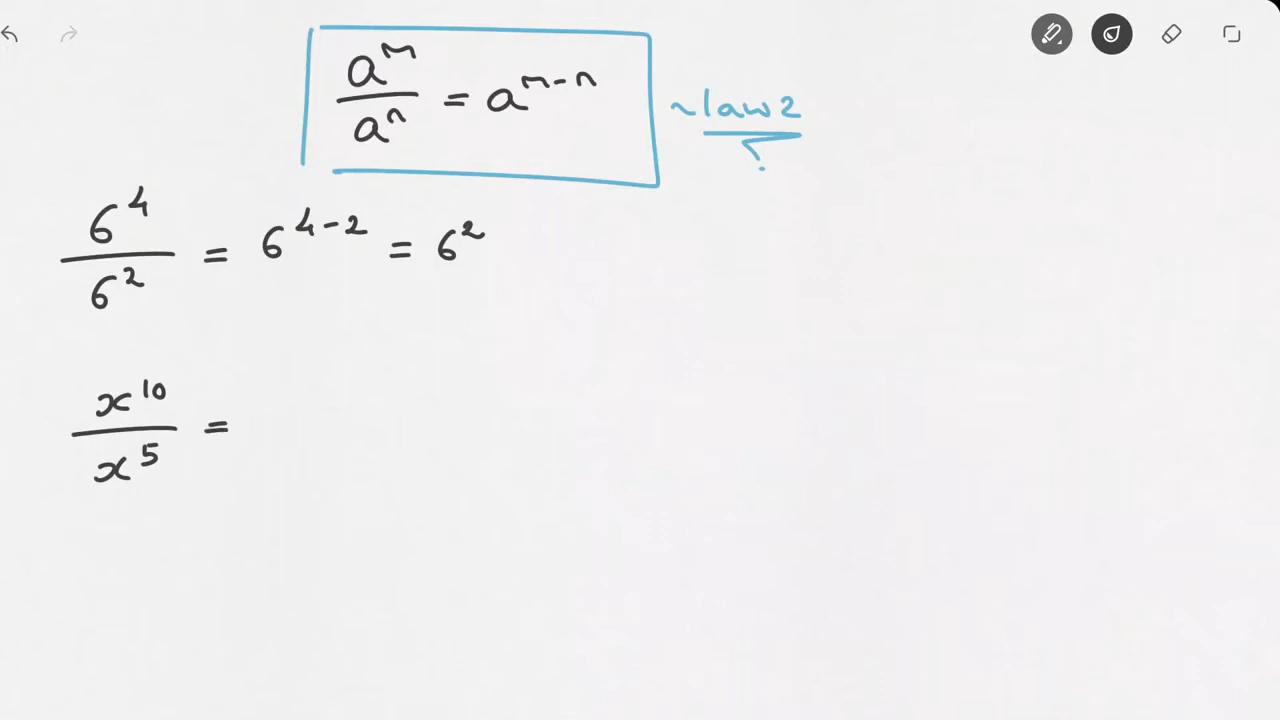 a^m / a^n = a^(m-n) ~law 2
6^4 / 6^2 = 6^(4-2) = 6^2
x^10 / x^5 =